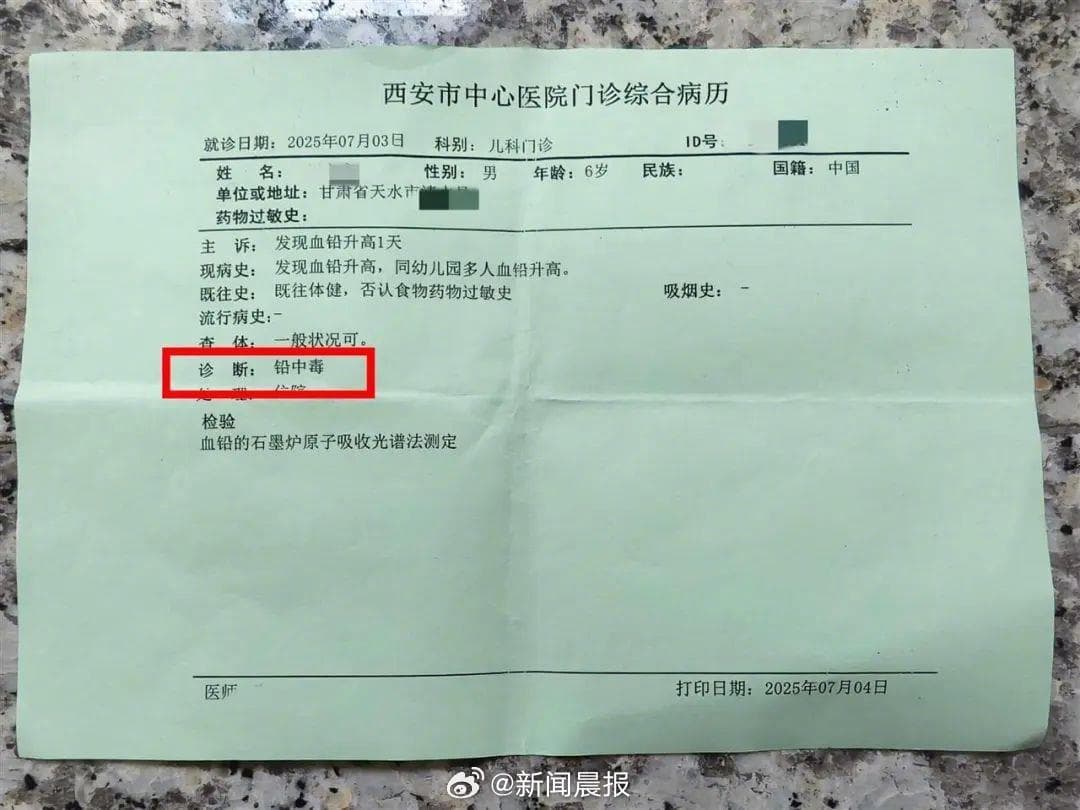 西安市中心医院门诊综合病历
就诊日期：2025年07月03日 科别：儿科门诊 ID号：
姓 名： 性别：男 年龄：6岁 民族： 国籍：中国
单位或地址：甘肃省天水市
药物过敏史：
主 诉：发现血铅升高1天
现病史：发现血铅升高，同幼儿园多人血铅升高。
既往史：既往体健，否认食物药物过敏史 吸烟史：-
流行病史:-
查 体：一般状况可。
诊 断：铅中毒
处 理：住院
检验
血铅的石墨炉原子吸收光谱法测定
医师
打印日期：2025年07月04日
@新闻晨报